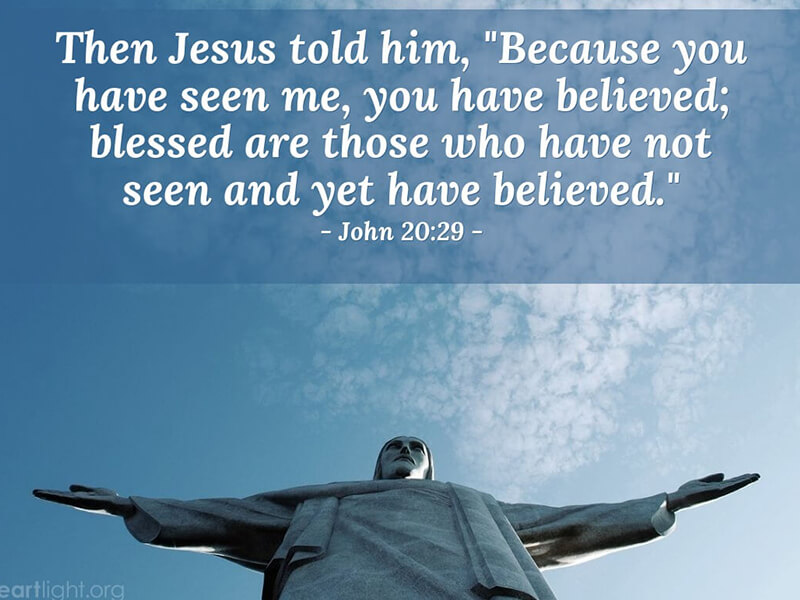 Then Jesus told him, "Because you
have seen me, you have believed;
blessed are those who have not
seen and yet have believed."
- John 20:29 -
eartlight.org